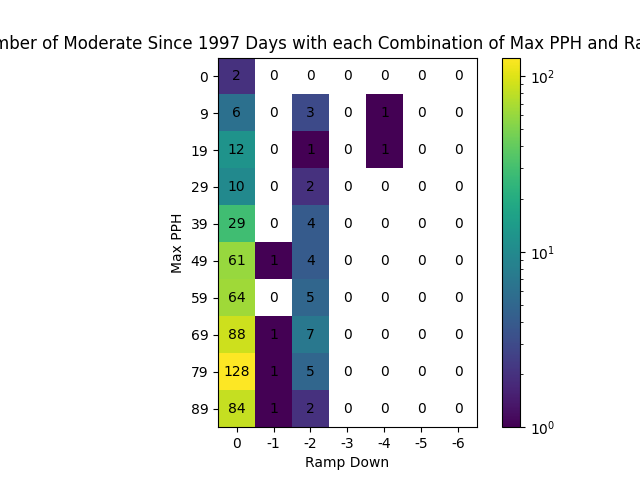 mber of Moderate Since 1997 Days with each Combination of Max PPH and Ra
0 2 0 0 0 0 0 0
9 6 0 3 0 1 0 0
19 12 0 1 0 1 0 0
29 10 0 2 0 0 0 0
39 29 0 4 0 0 0 0
49 61 1 4 0 0 0 0
59 64 0 5 0 0 0 0
69 88 1 7 0 0 0 0
79 128 1 5 0 0 0 0
89 84 1 2 0 0 0 0
0 -1 -2 -3 -4 -5 -6
Ramp Down
Max PPH
10²
10¹
10⁰